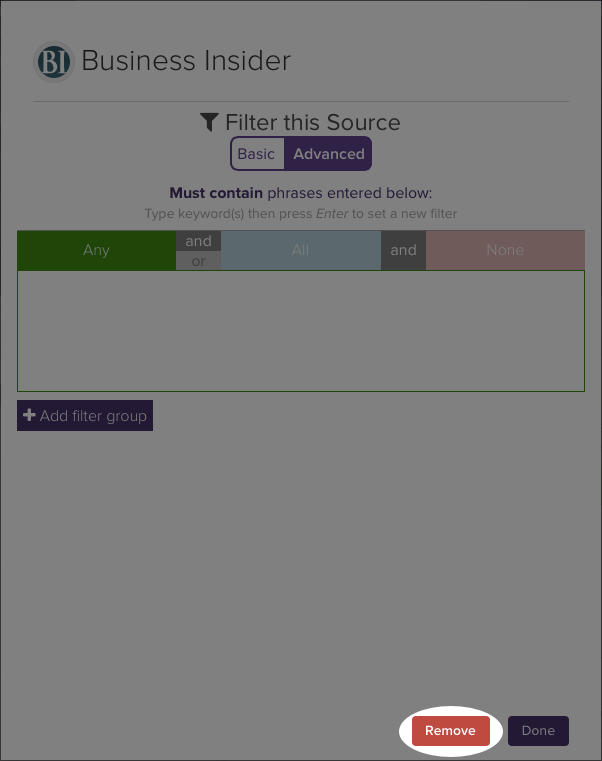 BI Business Insider
Filter this Source
Basic Advanced
Must contain phrases entered below:
Type keyword(s) then press Enter to set a new filter
Any and or All and None
Add filter group
Remove Done